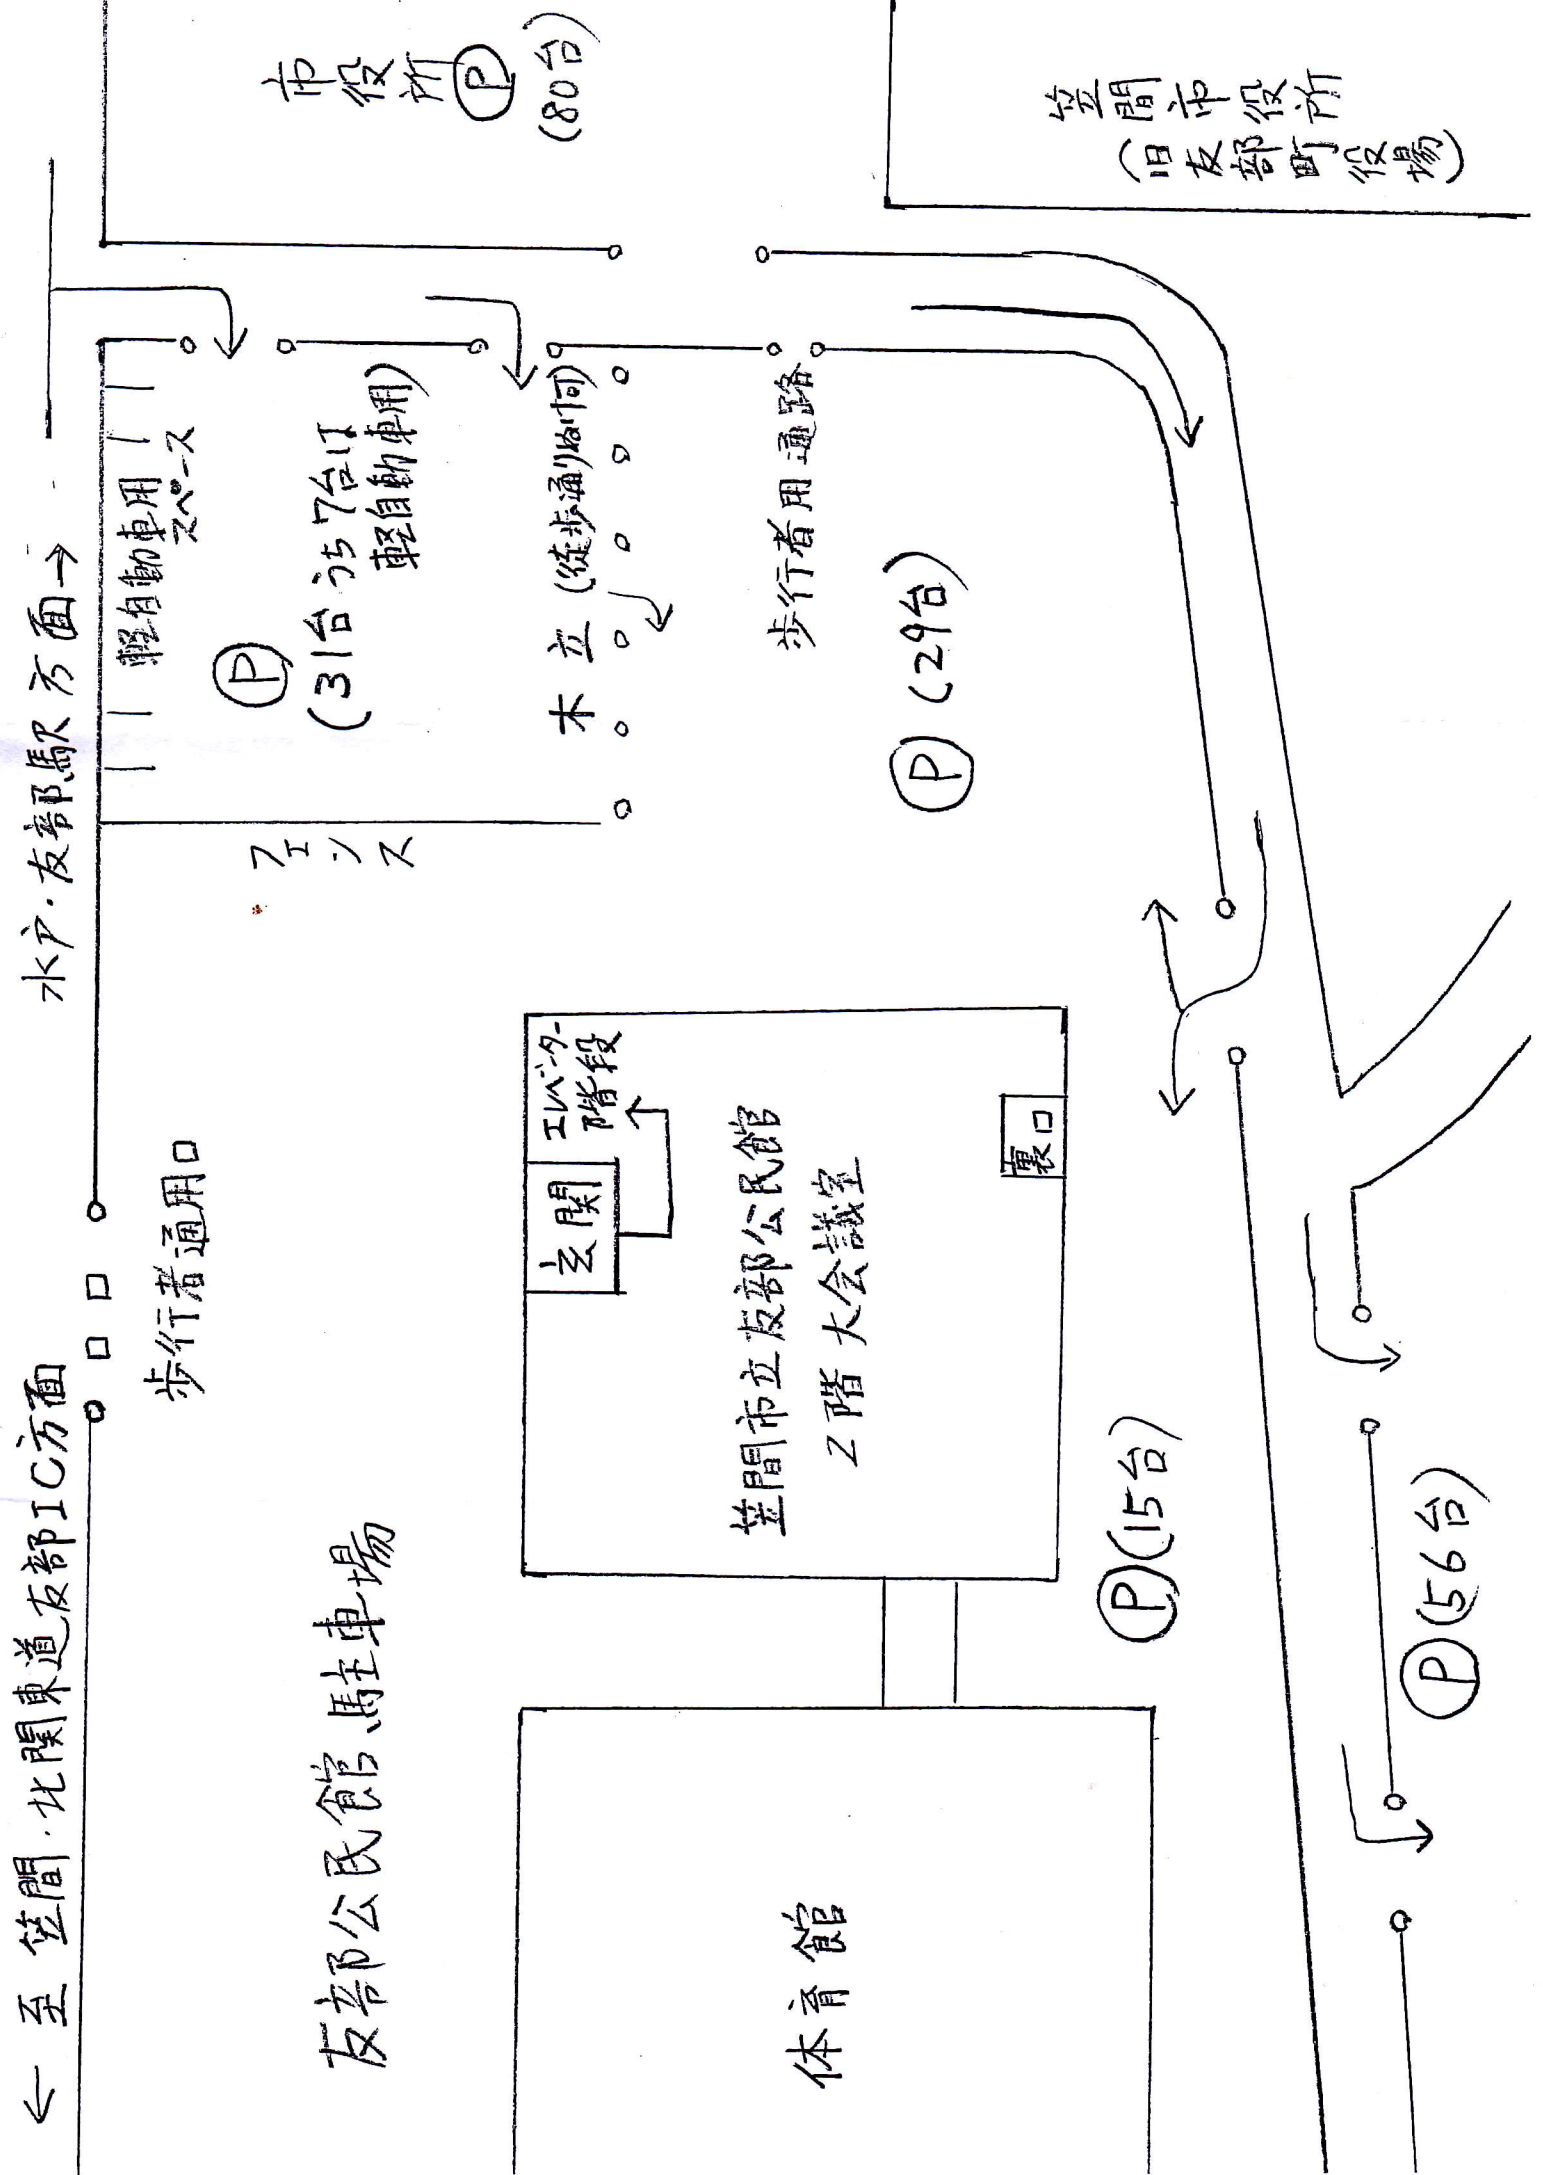 ← 至 笠間・北関東道友部IC方面
水戸・友部駅方面→
市役所Ⓟ
(80台)
軽自動車用
スペース
Ⓟ
(31台うち7台は
軽自動車用)
フェンス
木立 (徒歩通りぬけ可)
歩行者用通路
笠間市役所
(旧友部町役場)
Ⓟ (29台)
歩行者通用口
友部公民館駐車場
玄関
エレベーター
階段
笠間市立友部公民館
2階 大会議室
裏口
体育館
Ⓟ(15台)
Ⓟ(56台)